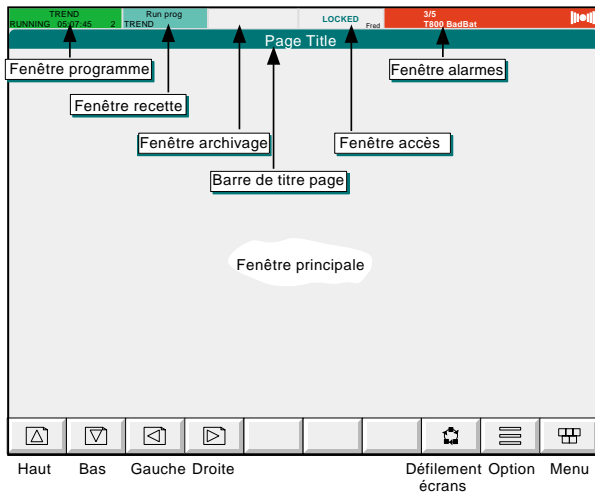 TREND
RUNNING 05:07:45 2
Run prog
TREND
LOCKED
Fred
3/5
T800 BadBat
Page Title
Fenêtre programme
Fenêtre alarmes
Fenêtre recette
Fenêtre archivage
Fenêtre accès
Barre de titre page
Fenêtre principale
Haut Bas Gauche Droite Défilement écrans Option Menu